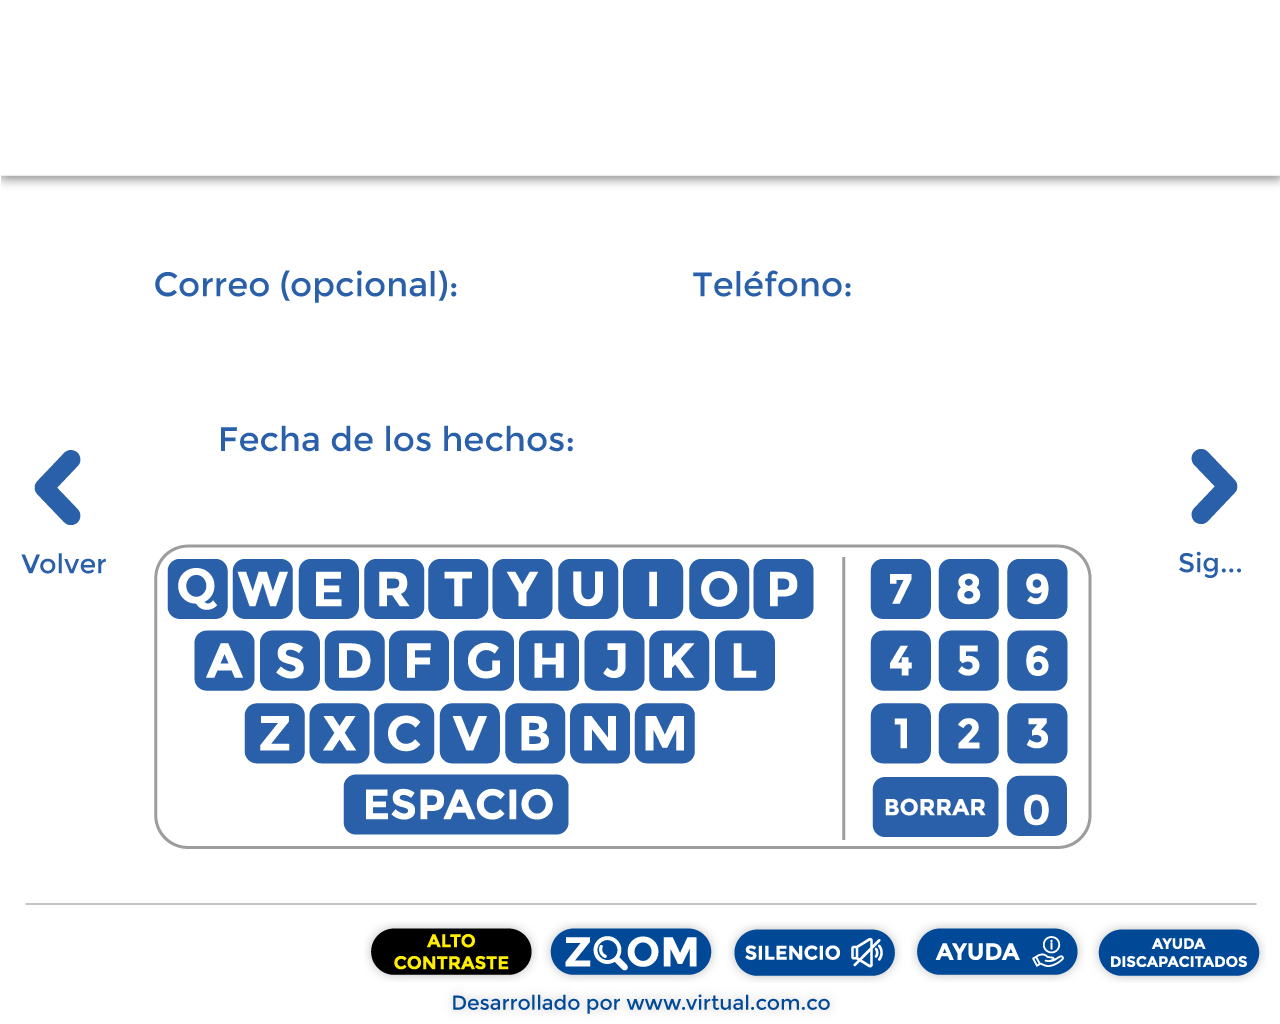 Correo (opcional): Teléfono:
Fecha de los hechos:
Volver
Sig...
Q W E R T Y U I O P 7 8 9
A S D F G H J K L 4 5 6
Z X C V B N M 1 2 3
ESPACIO BORRAR 0
ALTO
CONTRASTE
ZOOM
SILENCIO
AYUDA
AYUDA
DISCAPACITADOS
Desarrollado por www.virtual.com.co